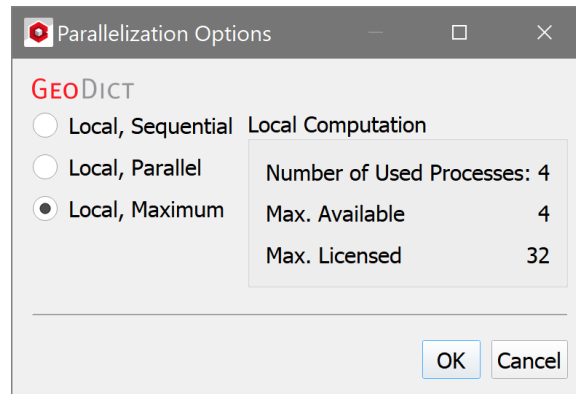 Parallelization Options
GEODICT
Local, Sequential
Local, Parallel
Local, Maximum
Local Computation
Number of Used Processes: 4
Max. Available 4
Max. Licensed 32
OK Cancel